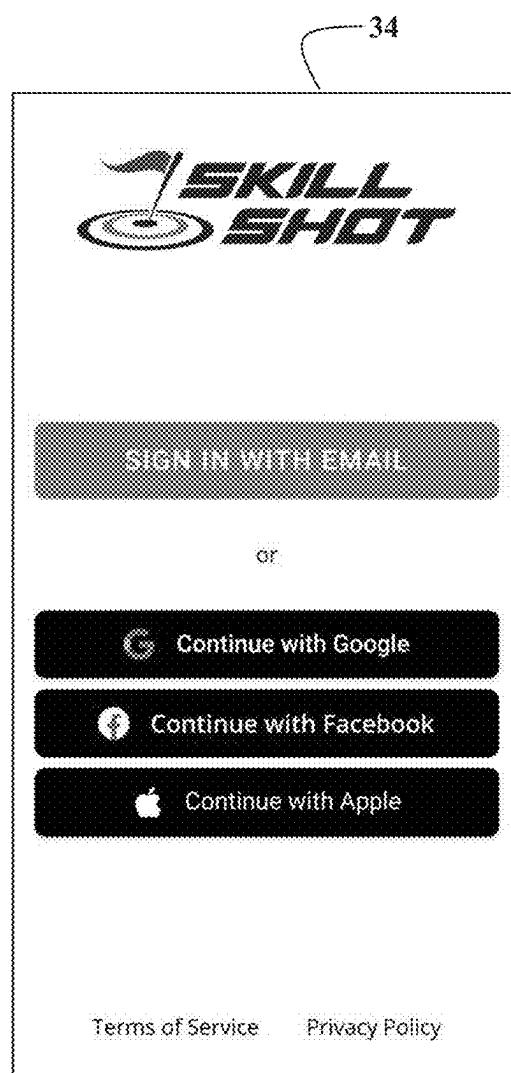 34
SKILL
SHOT
SIGN IN WITH EMAIL
or
Continue with Google
Continue with Facebook
Continue with Apple
Terms of Service Privacy Policy